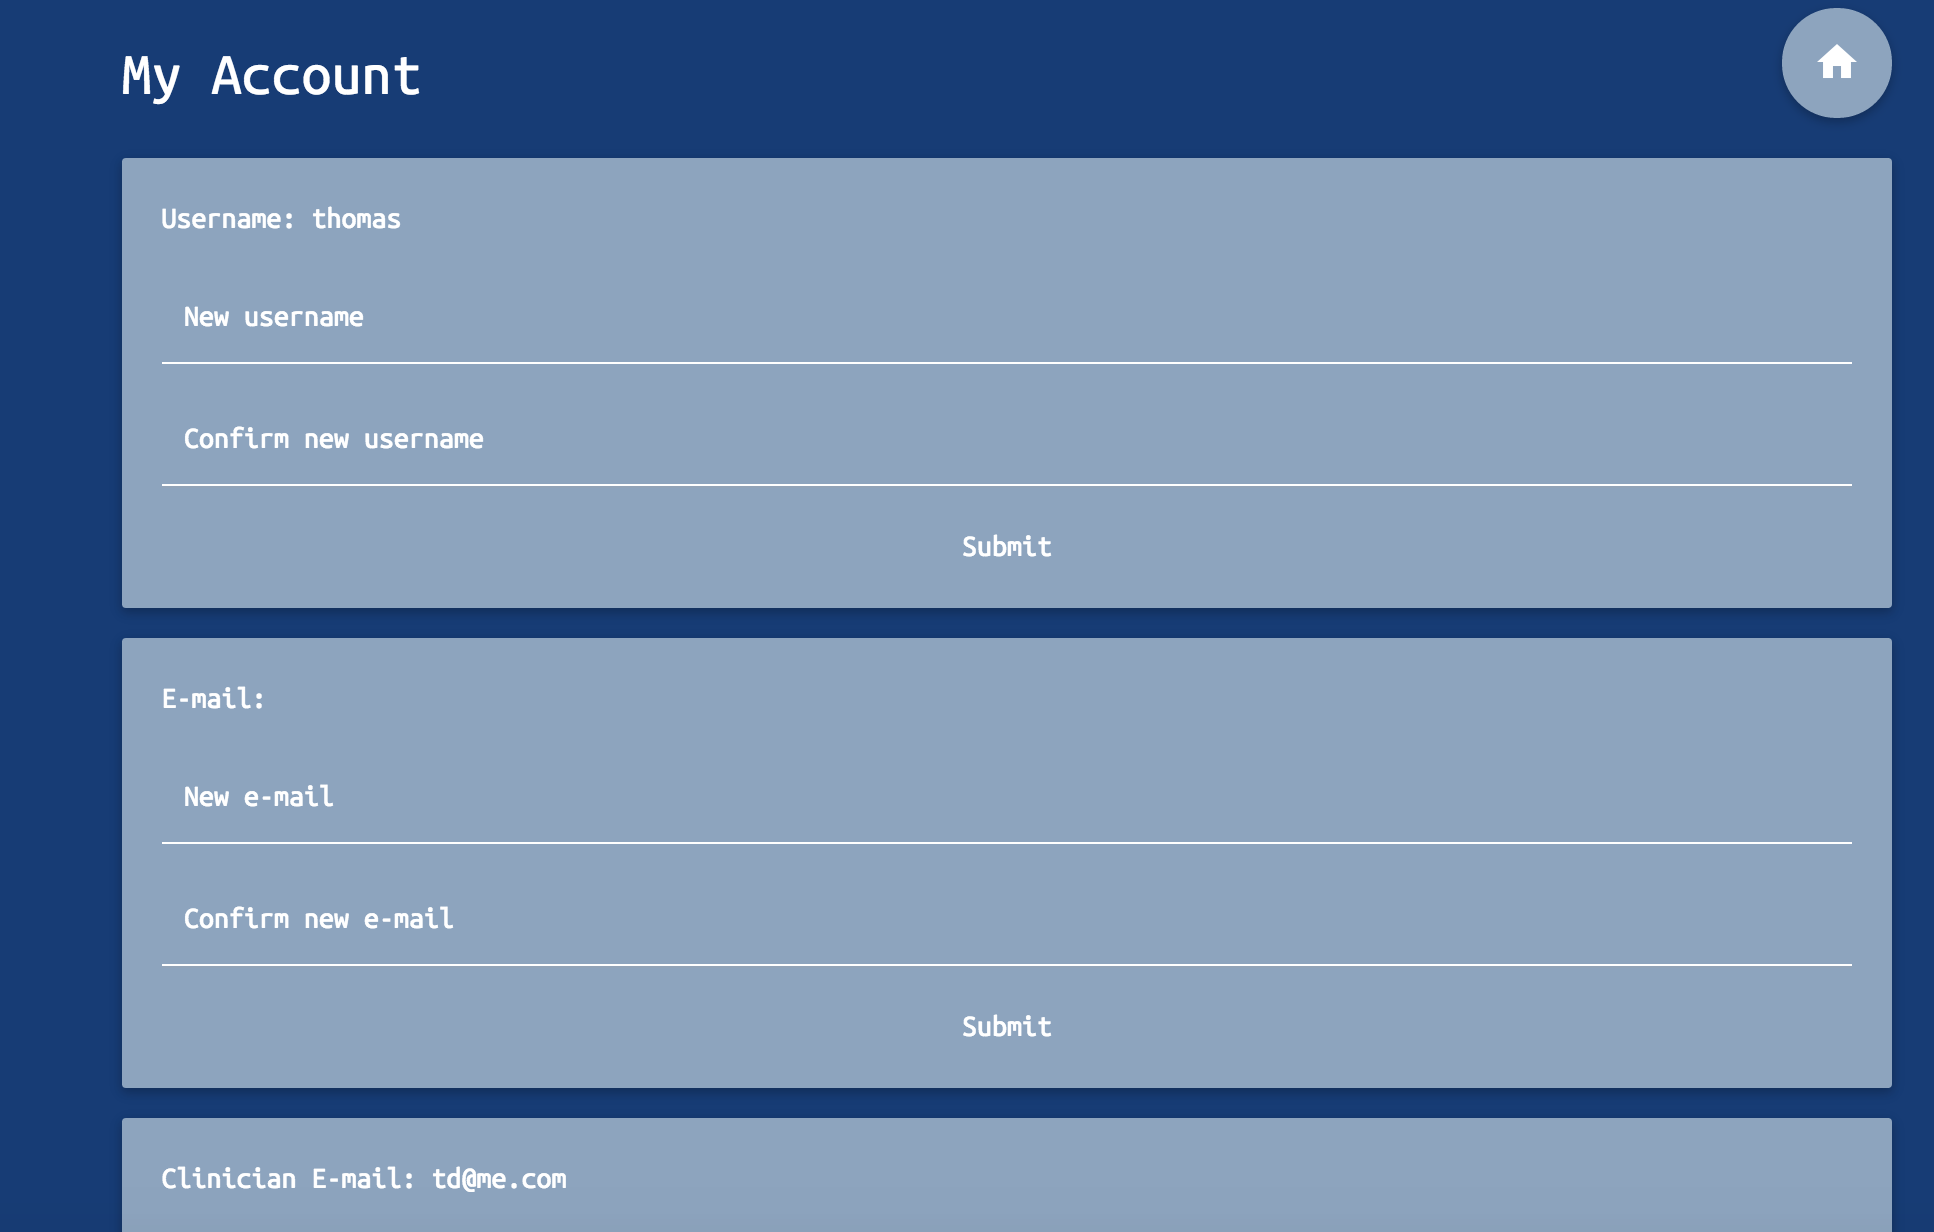 My Account
Username: thomas
New username
Confirm new username
Submit
E-mail:
New e-mail
Confirm new e-mail
Submit
Clinician E-mail: td@me.com